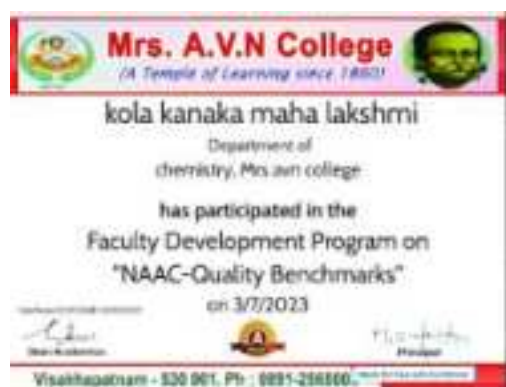 Mrs. A.V.N College
(A Temple of Learning since 1860)
kola kanaka maha lakshmi
Department of
chemistry, Mrs avn college
has participated in the
Faculty Development Program on
"NAAC-Quality Benchmarks"
on 3/7/2023
Principal
Visakhapatnam - 530 001. Ph : 0891-